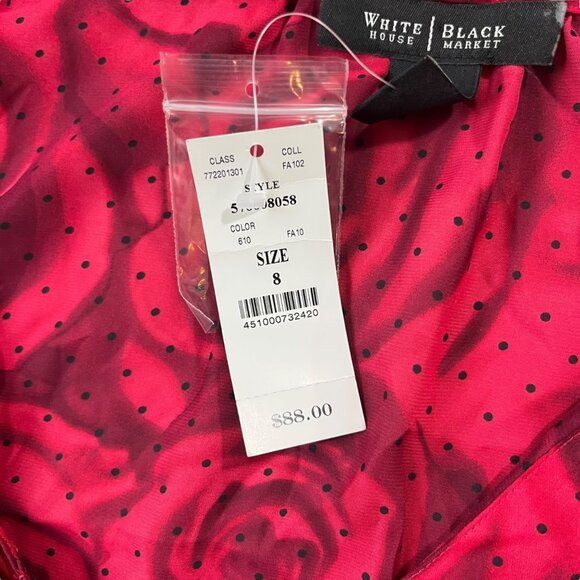 WHITE BLACK
HOUSE MARKET
CLASS COLL
772201301 FA102
STYLE
COLOR
610 FA10
SIZE
8
451000732420
$88.00